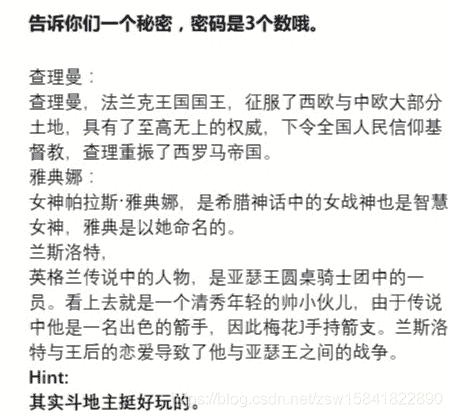 告诉你们一个秘密，密码是3个数哦。
查理曼：
查理曼，法兰克王国国王，征服了西欧与中欧大部分
土地，具有了至高无上的权威，下令全国人民信仰基
督教，查理重振了西罗马帝国。
雅典娜：
女神帕拉斯·雅典娜，是希腊神话中的女战神也是智慧
女神，雅典是以她命名的。
兰斯洛特，
英格兰传说中的人物，是亚瑟王圆桌骑士团中的一
员。看上去就是一个清秀年轻的帅小伙儿，由于传说
中他是一名出色的箭手，因此梅花J手持箭支。兰斯洛
特与王后的恋爱导致了他与亚瑟王之间的战争。
Hint:
其实斗地主挺好玩的。
https://blog.csdn.net/zsw15841822890